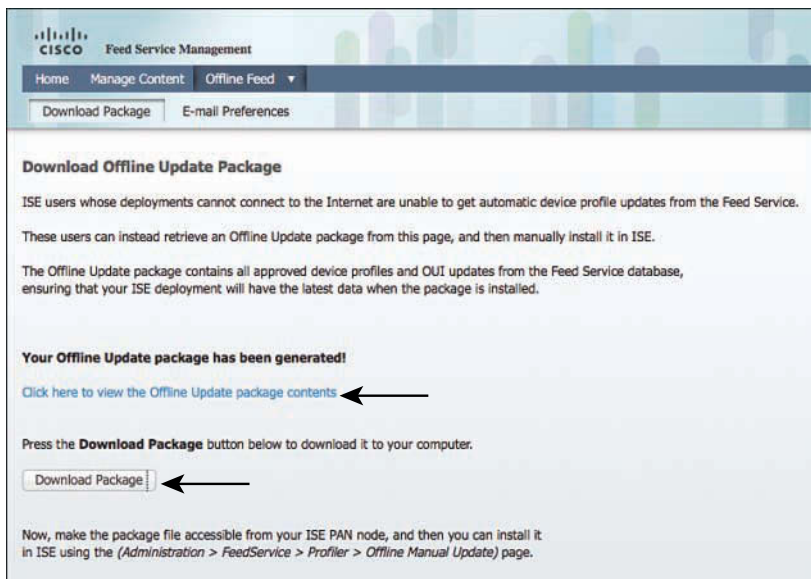 CISCO Feed Service Management
Home Manage Content Offline Feed
Download Package E-mail Preferences
Download Offline Update Package
ISE users whose deployments cannot connect to the Internet are unable to get automatic device profile updates from the Feed Service.
These users can instead retrieve an Offline Update package from this page, and then manually install it in ISE.
The Offline Update package contains all approved device profiles and OUI updates from the Feed Service database,
ensuring that your ISE deployment will have the latest data when the package is installed.
Your Offline Update package has been generated!
Click here to view the Offline Update package contents
Press the Download Package button below to download it to your computer.
Download Package
Now, make the package file accessible from your ISE PAN node, and then you can install it
in ISE using the (Administration > FeedService > Profiler > Offline Manual Update) page.